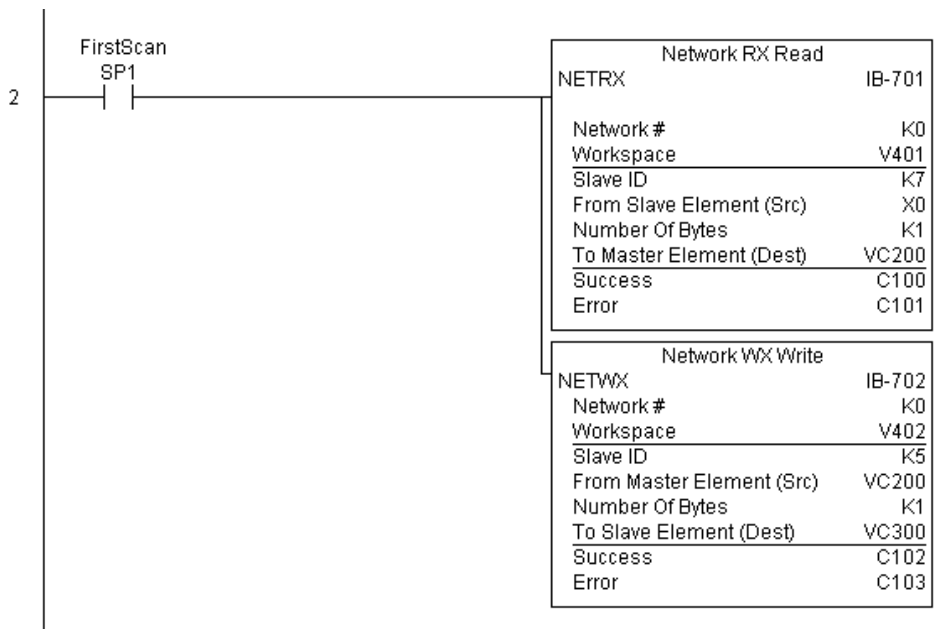 FirstScan
SP1
2
Network RX Read
NETRX IB-701
Network # K0
Workspace V401
Slave ID K7
From Slave Element (Src) X0
Number Of Bytes K1
To Master Element (Dest) VC200
Success C100
Error C101
Network WX Write
NETWX IB-702
Network # K0
Workspace V402
Slave ID K5
From Master Element (Src) VC200
Number Of Bytes K1
To Slave Element (Dest) VC300
Success C102
Error C103